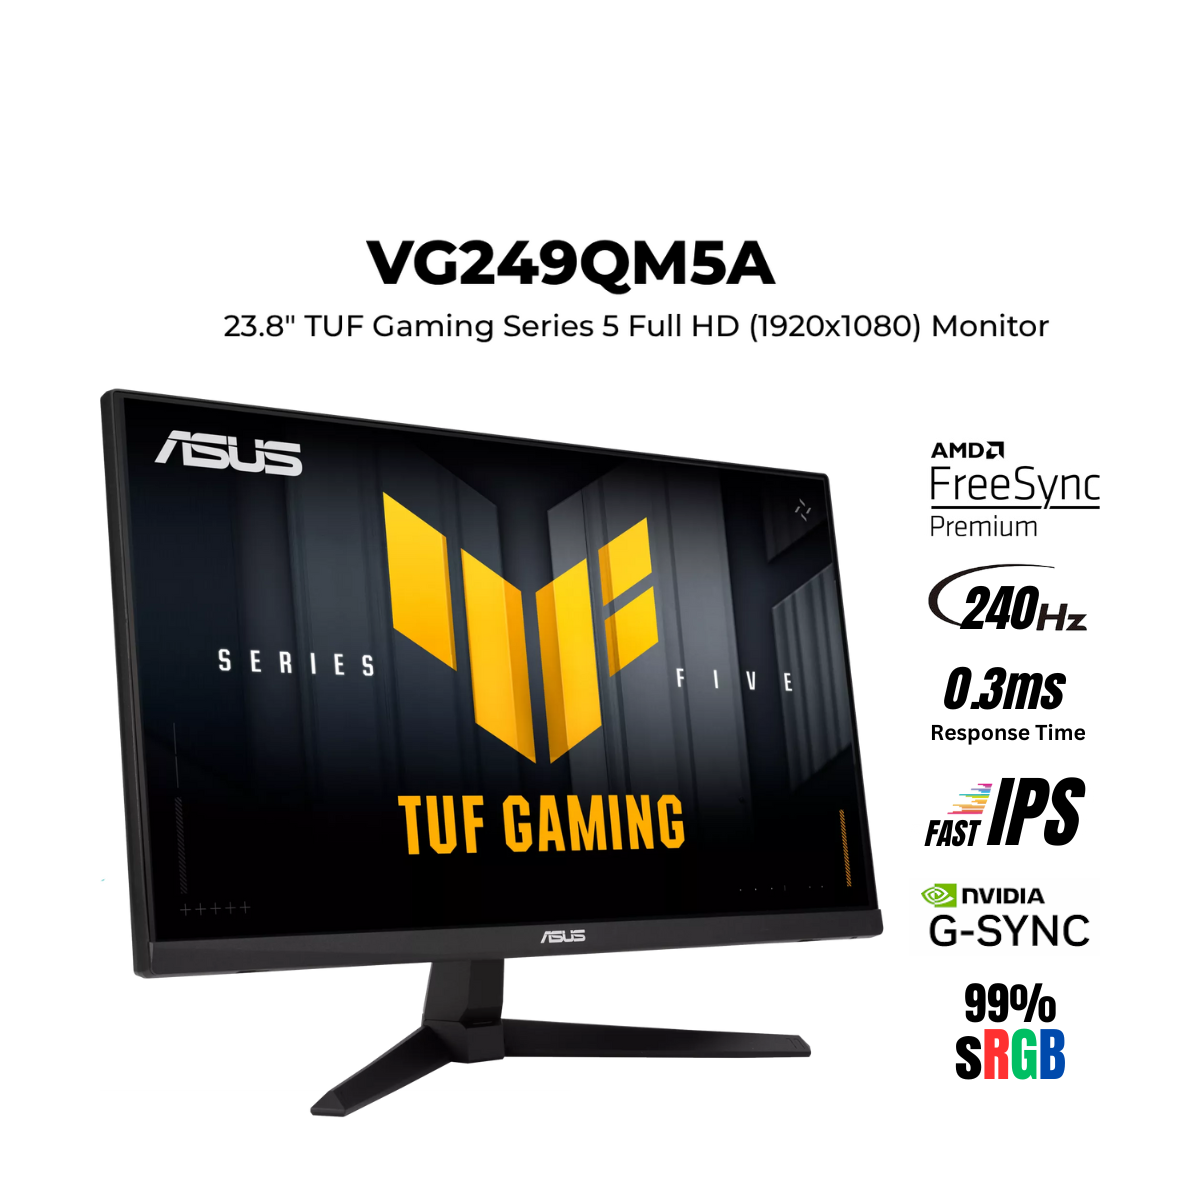 VG249QM5A
23.8" TUF Gaming Series 5 Full HD (1920x1080) Monitor
ASUS
SERIES FIVE
TUF GAMING
ASUS
AMD
FreeSync
Premium
240Hz
0.3ms
Response Time
FAST IPS
NVIDIA
G-SYNC
99%
sRGB